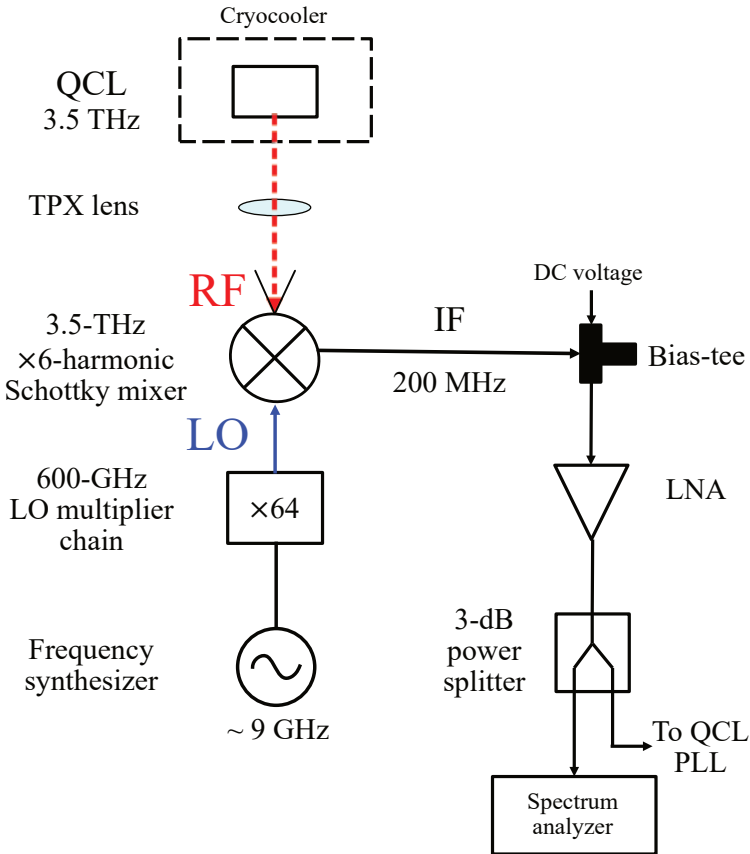 Cryocooler
QCL
3.5 THz
TPX lens
RF
3.5-THz
×6-harmonic
Schottky mixer
IF
200 MHz
DC voltage
Bias-tee
LO
600-GHz
LO multiplier
chain
×64
LNA
Frequency
synthesizer
~ 9 GHz
3-dB
power
splitter
To QCL
PLL
Spectrum
analyzer